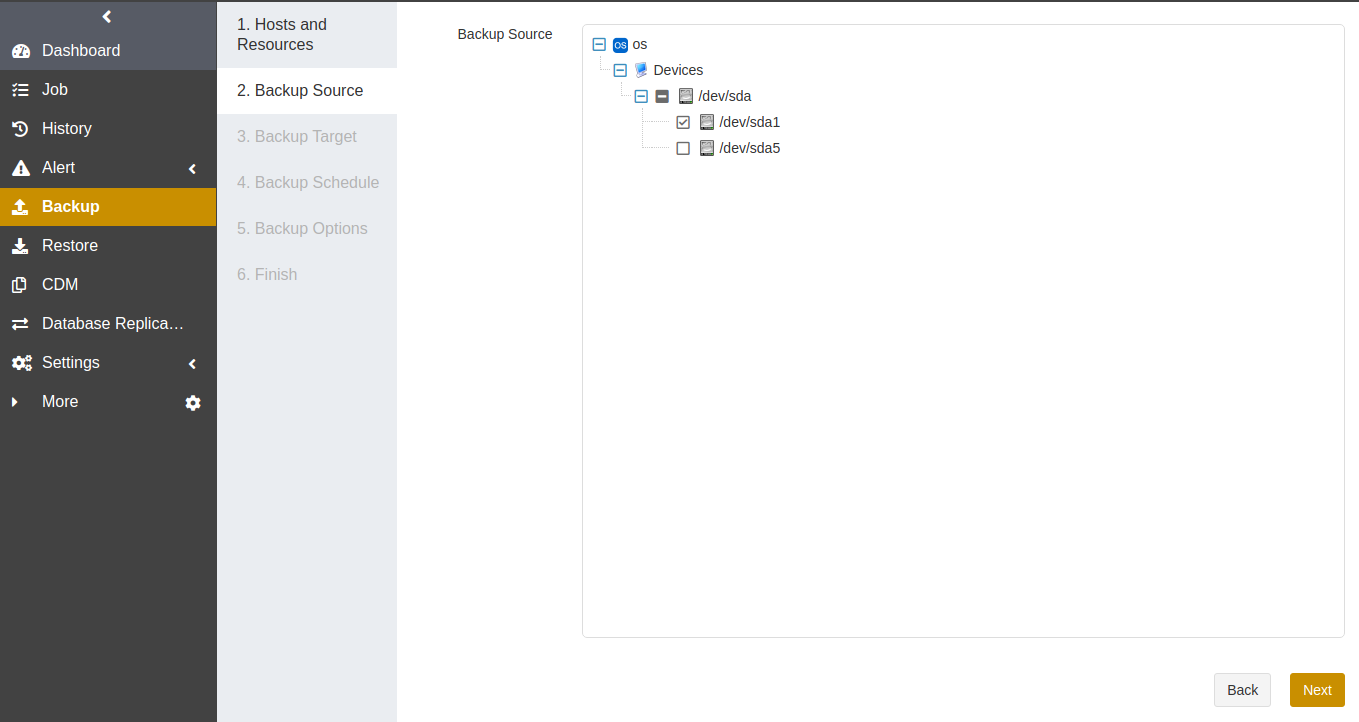 Dashboard
Job
History
Alert
Backup
Restore
CDM
Database Replica…
Settings
More
1. Hosts and
Resources
2. Backup Source
3. Backup Target
4. Backup Schedule
5. Backup Options
6. Finish
Backup Source
OS os
Devices
/dev/sda
/dev/sda1
/dev/sda5
Back
Next